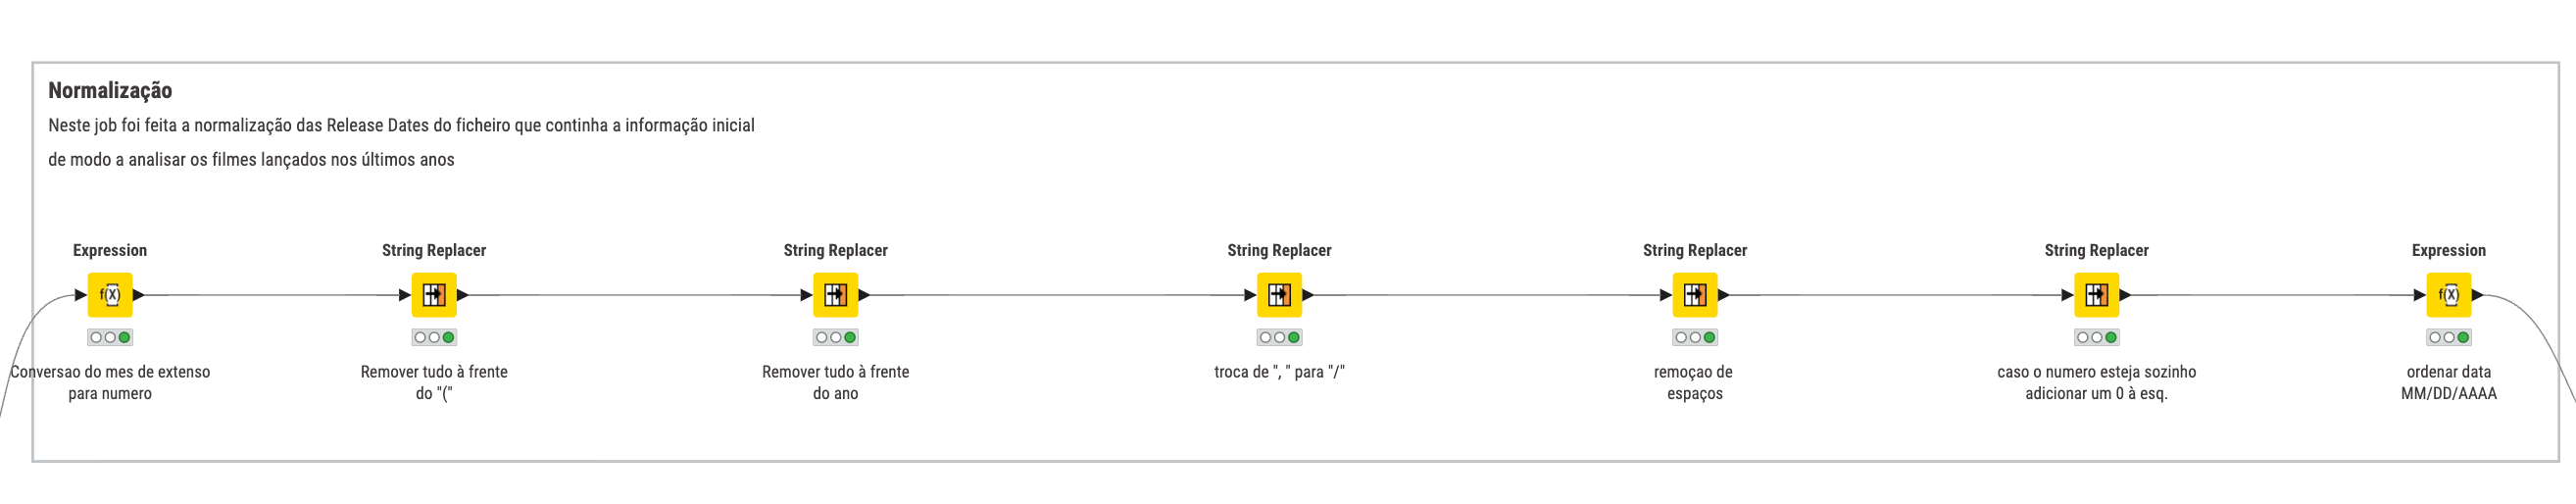 Normalização
Neste job foi feita a normalização das Release Dates do ficheiro que continha a informação inicial
de modo a analisar os filmes lançados nos últimos anos
Expression
f(X)
Conversao do mes de extenso
para numero
String Replacer
Remover tudo à frente
do "("
String Replacer
Remover tudo à frente
do ano
String Replacer
troca de ", " para "/"
String Replacer
remoçao de
espaços
String Replacer
caso o numero esteja sozinho
adicionar um 0 à esq.
Expression
f(X)
ordenar data
MM/DD/AAAA